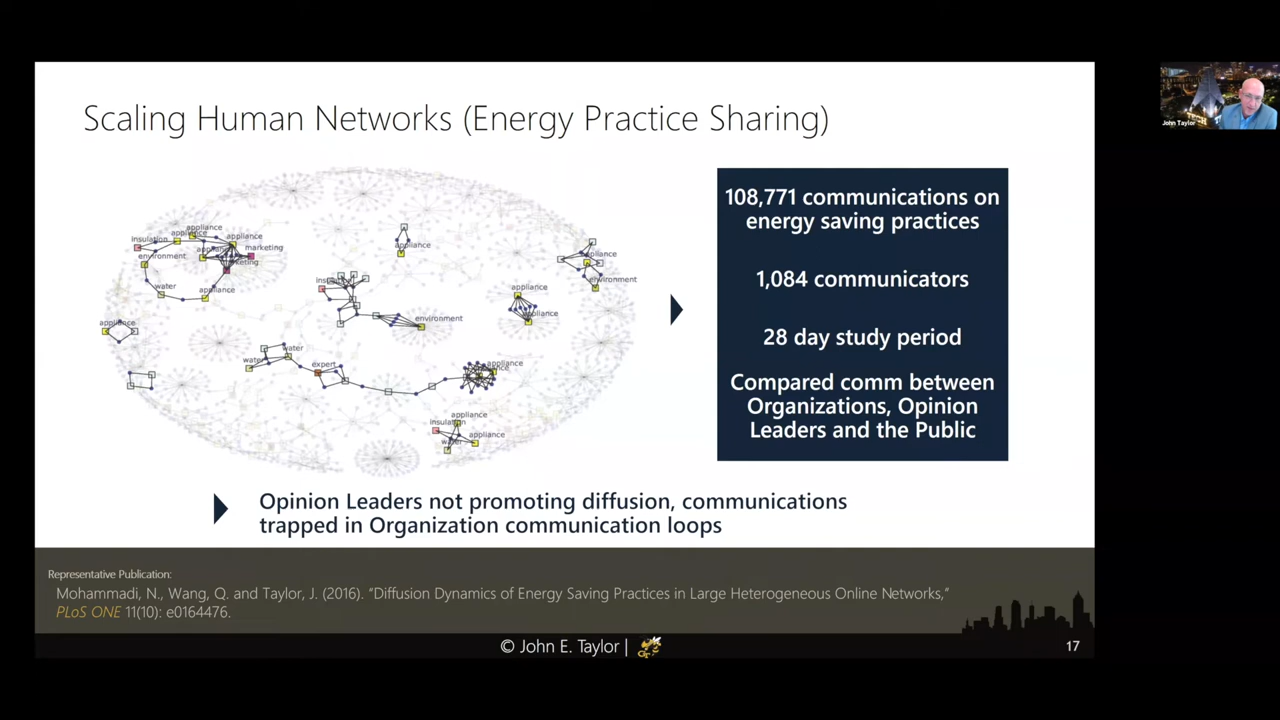 Scaling Human Networks (Energy Practice Sharing)
John Taylor
108,771 communications on
energy saving practices
1,084 communicators
28 day study period
Compared comm between
Organizations, Opinion
Leaders and the Public
appliance
insulation
appliance
appliance
marketing
environment
marketing
water
appliance
appliance
appliance
environment
appliance
appliance
environment
appliance
water
water
expert
appliance
appliance
insulation
appliance
Opinion Leaders not promoting diffusion, communications
trapped in Organization communication loops
Representative Publication:
Mohammadi, N., Wang, Q. and Taylor, J. (2016). "Diffusion Dynamics of Energy Saving Practices in Large Heterogeneous Online Networks,"
PLoS ONE 11(10): e0164476.
© John E. Taylor |
17